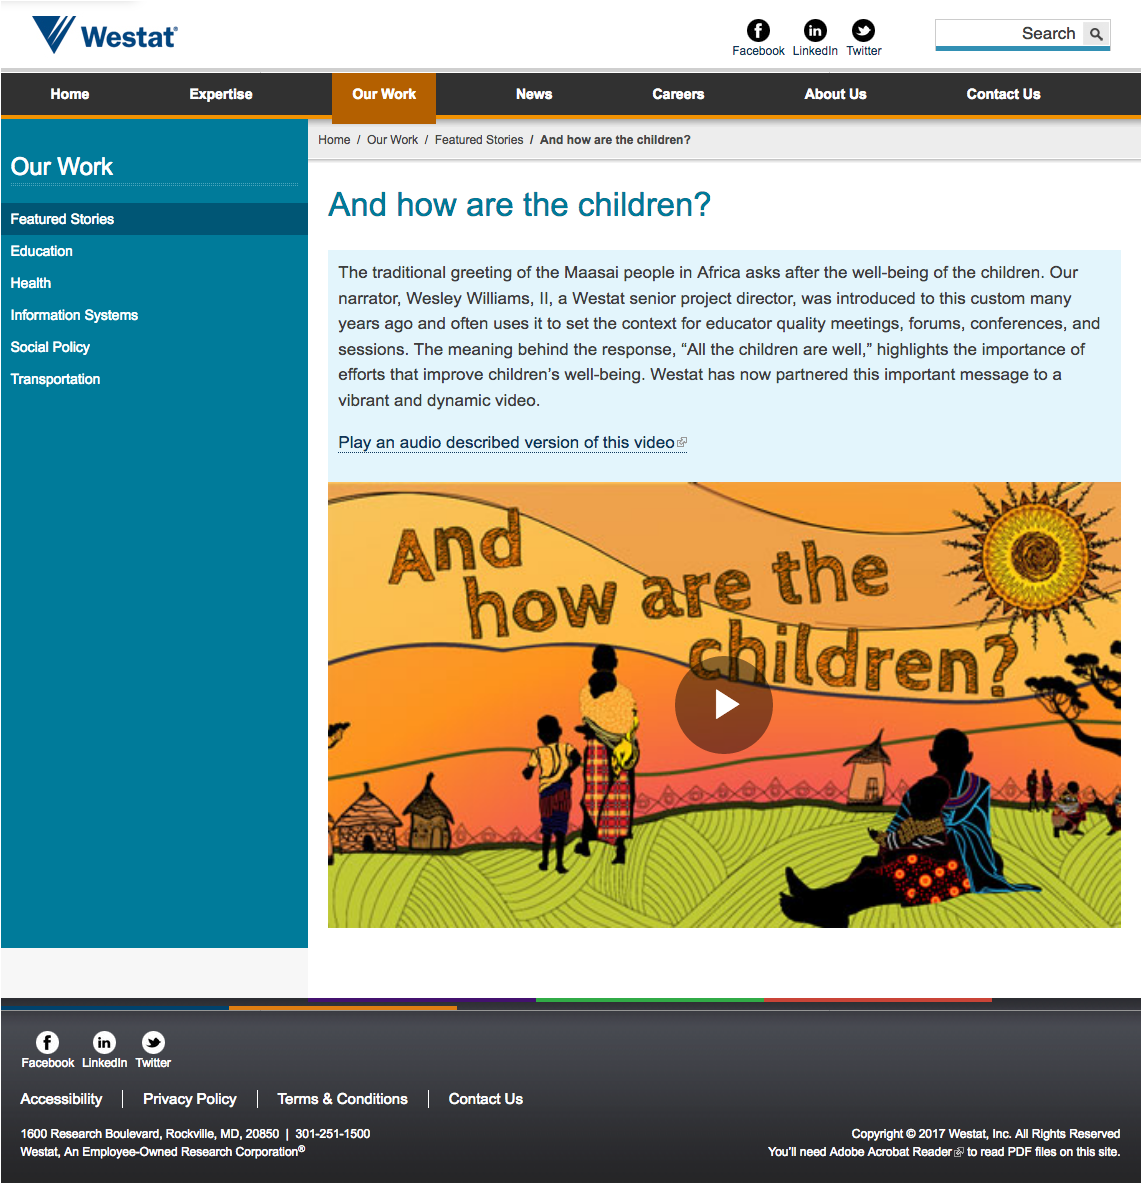 Westat®
Facebook LinkedIn Twitter
Search
Home Expertise Our Work News Careers About Us Contact Us
Our Work
Featured Stories
Education
Health
Information Systems
Social Policy
Transportation
Home / Our Work / Featured Stories / And how are the children?
And how are the children?
The traditional greeting of the Maasai people in Africa asks after the well-being of the children. Our
narrator, Wesley Williams, II, a Westat senior project director, was introduced to this custom many
years ago and often uses it to set the context for educator quality meetings, forums, conferences, and
sessions. The meaning behind the response, “All the children are well,” highlights the importance of
efforts that improve children’s well-being. Westat has now partnered this important message to a
vibrant and dynamic video.
Play an audio described version of this video
And
how are the
children?
Facebook LinkedIn Twitter
Accessibility Privacy Policy Terms & Conditions Contact Us
1600 Research Boulevard, Rockville, MD, 20850 | 301-251-1500
Westat, An Employee-Owned Research Corporation®
Copyright © 2017 Westat, Inc. All Rights Reserved
You’ll need Adobe Acrobat Reader to read PDF files on this site.